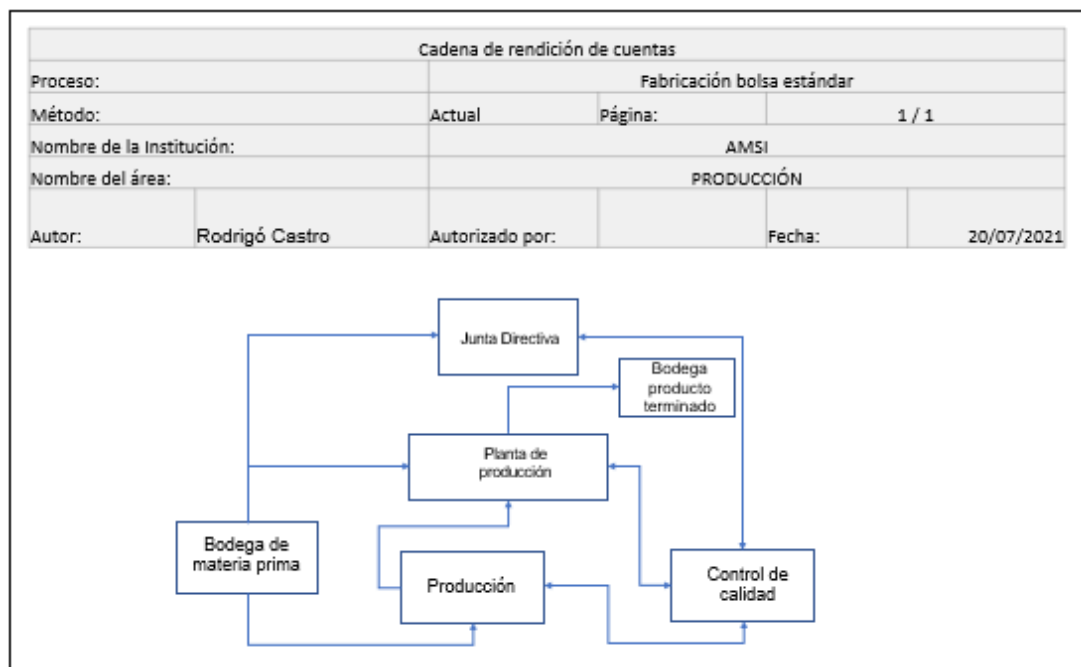 Cadena de rendición de cuentas
Proceso: Fabricación bolsa estándar
Método: Actual Página: 1 / 1
Nombre de la Institución: AMSI
Nombre del área: PRODUCCIÓN
Autor: Rodrigó Castro Autorizado por: Fecha: 20/07/2021
Junta Directiva
Bodega
producto
terminado
Planta de
producción
Bodega de
materia prima
Producción
Control de
calidad